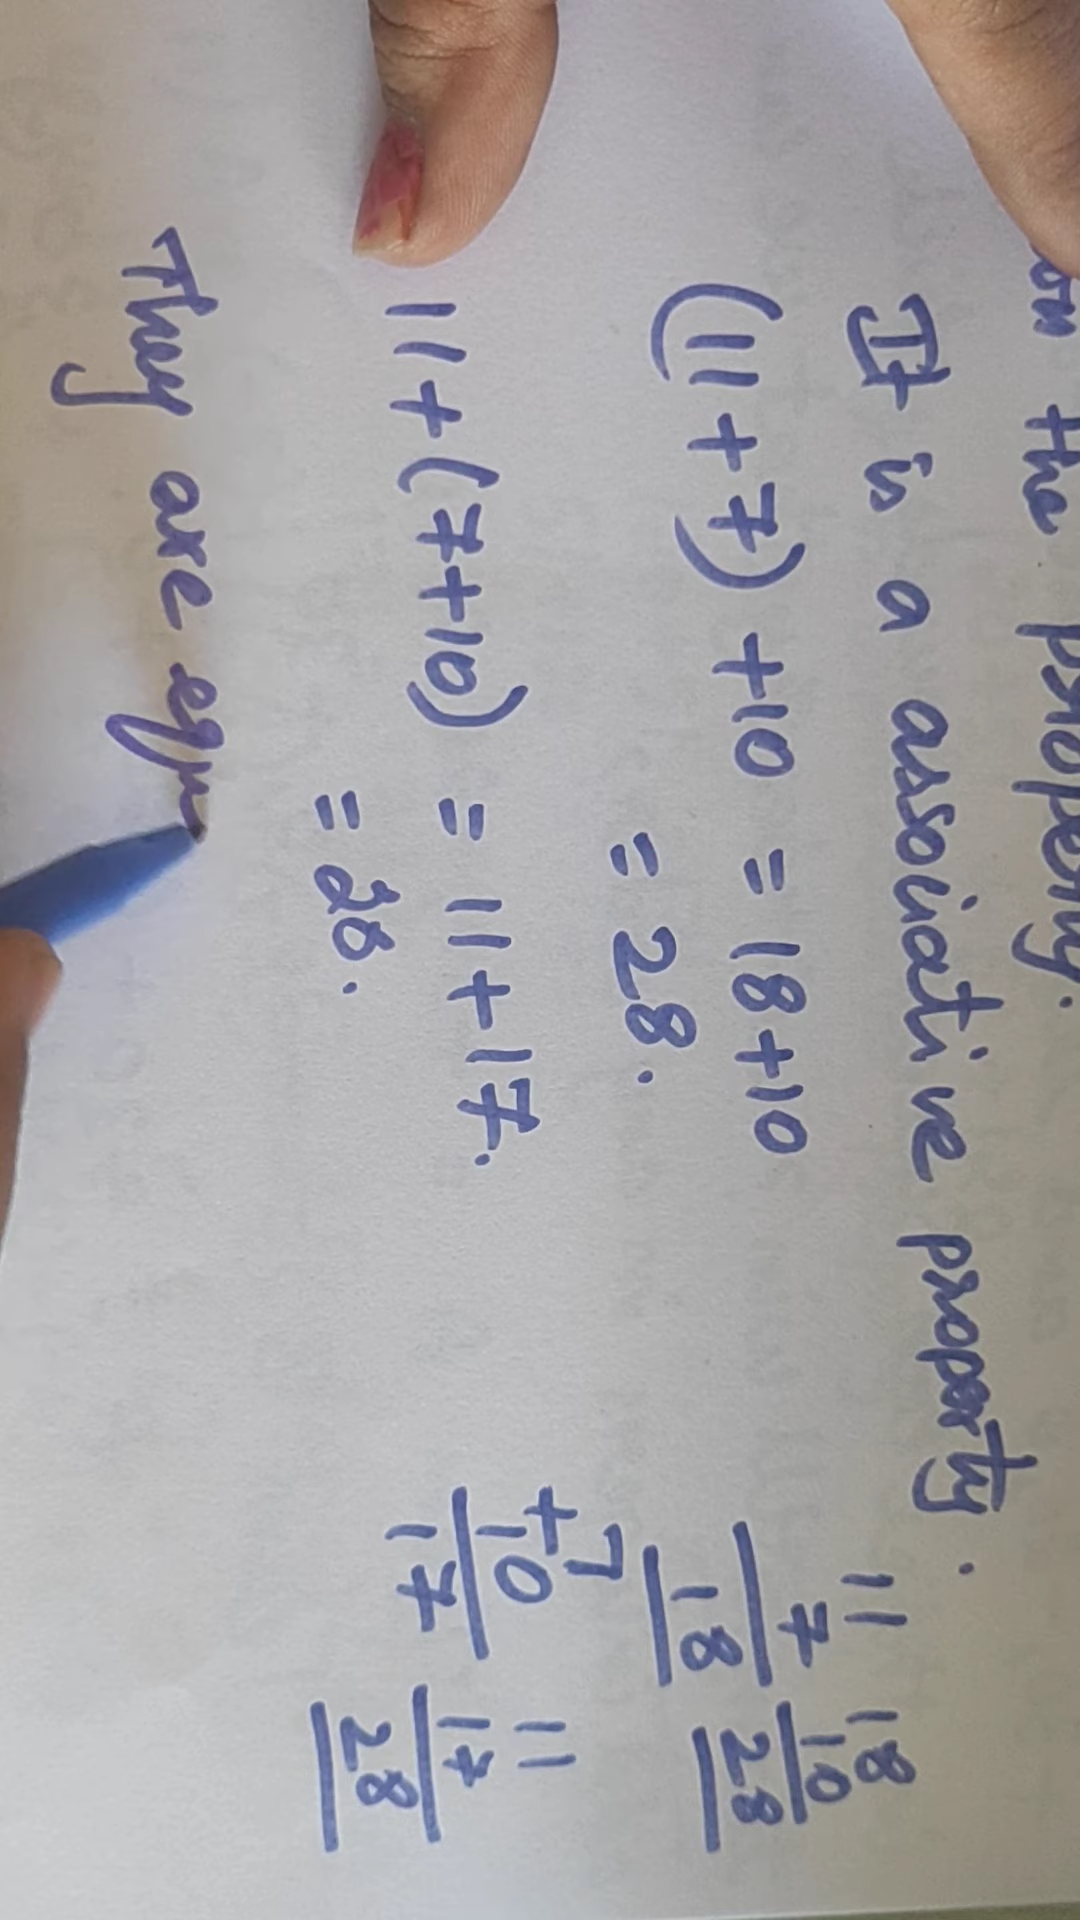 the property.
It is a associative property.
(11+7) +10 = 18+10
= 28.
11+(7+10) = 11+17.
= 28.
They are equ
11
7
18
18
10
28
7
+10
17
11
17
28